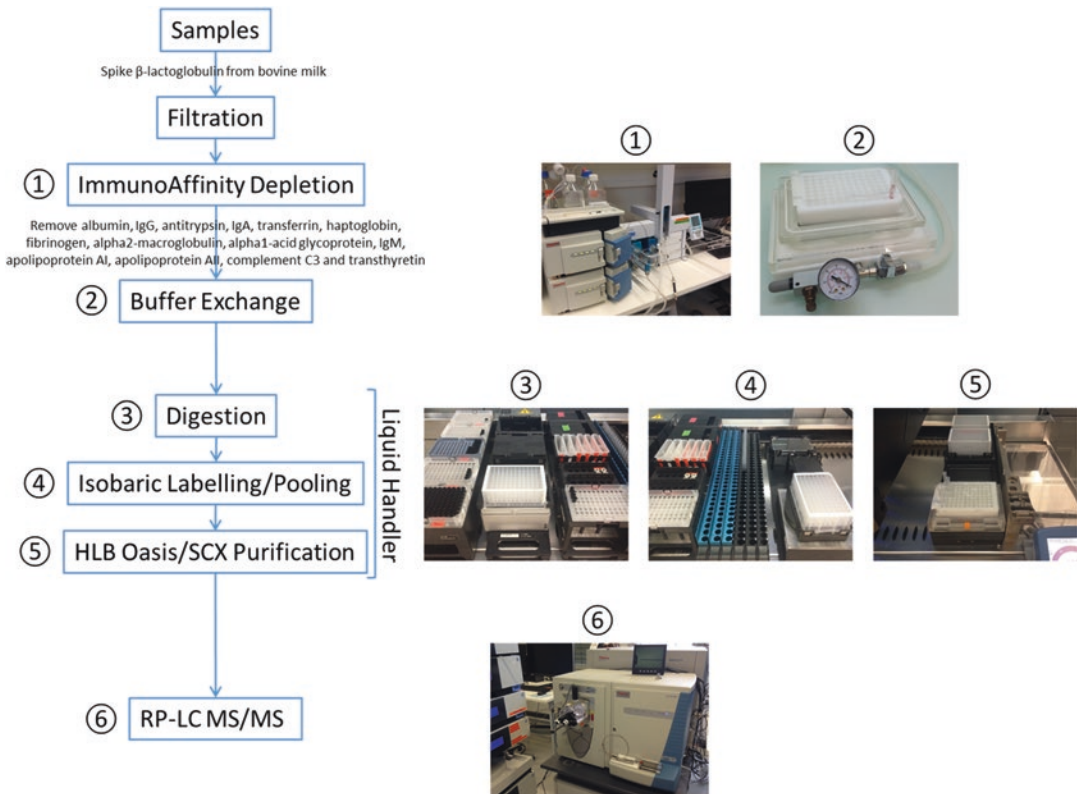 Samples
Spike β-lactoglobulin from bovine milk
Filtration
① ImmunoAffinity Depletion
Remove albumin, IgG, antitrypsin, IgA, transferrin, haptoglobin,
fibrinogen, alpha2-macroglobulin, alpha1-acid glycoprotein, IgM,
apolipoprotein AI, apolipoprotein AII, complement C3 and transthyretin
② Buffer Exchange
③ Digestion
④ Isobaric Labelling/Pooling
⑤ HLB Oasis/SCX Purification
Liquid Handler
⑥ RP-LC MS/MS
①
②
③
④
⑤
⑥